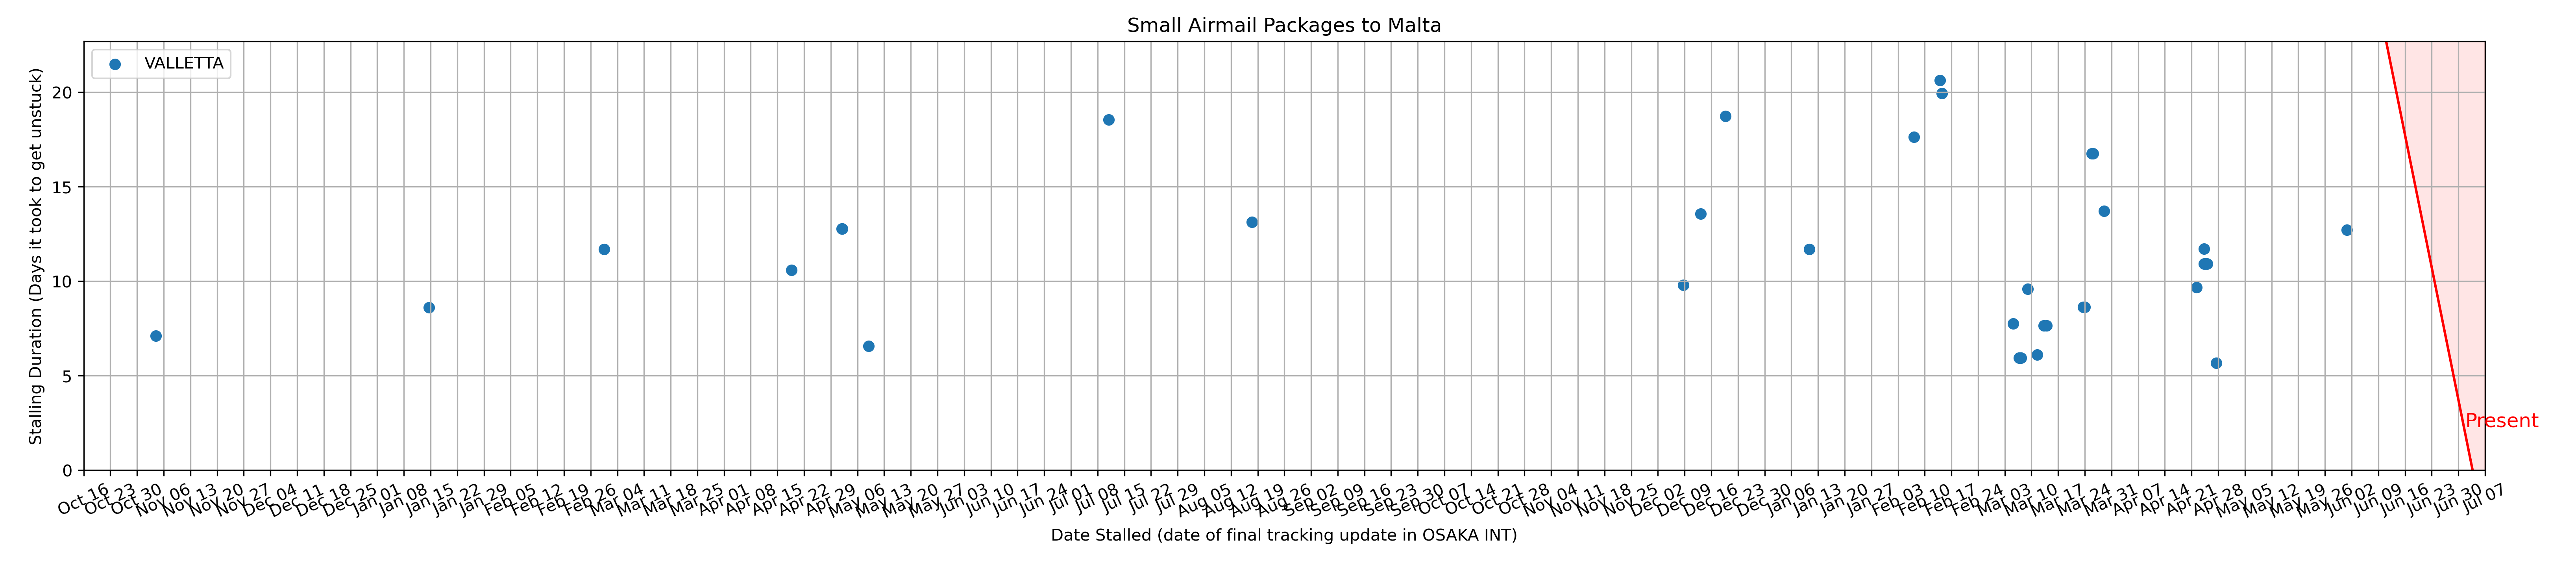 Small Airmail Packages to Malta
VALLETTA
Stalling Duration (Days it took to get unstuck)
20
15
10
5
0
Present
Oct 16
Oct 23
Oct 30
Nov 06
Nov 13
Nov 20
Nov 27
Dec 04
Dec 11
Dec 18
Dec 25
Jan 01
Jan 08
Jan 15
Jan 22
Jan 29
Feb 05
Feb 12
Feb 19
Feb 26
Mar 04
Mar 11
Mar 18
Mar 25
Apr 01
Apr 08
Apr 15
Apr 22
Apr 29
May 06
May 13
May 20
May 27
Jun 03
Jun 10
Jun 17
Jun 24
Jul 01
Jul 08
Jul 15
Jul 22
Jul 29
Aug 05
Aug 12
Aug 19
Aug 26
Sep 02
Sep 09
Sep 16
Sep 23
Sep 30
Oct 07
Oct 14
Oct 21
Oct 28
Nov 04
Nov 11
Nov 18
Nov 25
Dec 02
Dec 09
Dec 16
Dec 23
Dec 30
Jan 06
Jan 13
Jan 20
Jan 27
Feb 03
Feb 10
Feb 17
Feb 24
Mar 03
Mar 10
Mar 17
Mar 24
Mar 31
Apr 07
Apr 14
Apr 21
Apr 28
May 05
May 12
May 19
May 26
Jun 02
Jun 09
Jun 16
Jun 23
Jun 30
Jul 07
Date Stalled (date of final tracking update in OSAKA INT)